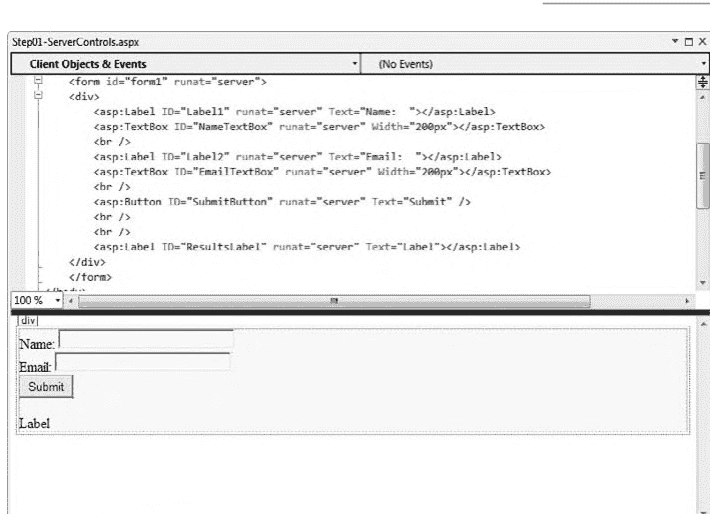 Step01-ServerControls.aspx
Client Objects & Events (No Events)
<form id="form1" runat="server">
<div>
<asp:Label ID="Label1" runat="server" Text="Name:  "></asp:Label>
<asp:TextBox ID="NameTextBox" runat="server" Width="200px"></asp:TextBox>
<br />
<asp:Label ID="Label2" runat="server" Text="Email:  "></asp:Label>
<asp:TextBox ID="EmailTextBox" runat="server" Width="200px"></asp:TextBox>
<br />
<asp:Button ID="SubmitButton" runat="server" Text="Submit" />
<br />
<br />
<asp:Label ID="ResultsLabel" runat="server" Text="Label"></asp:Label>
</div>
</form>
100 %
div
Name:
Email:
Submit
Label